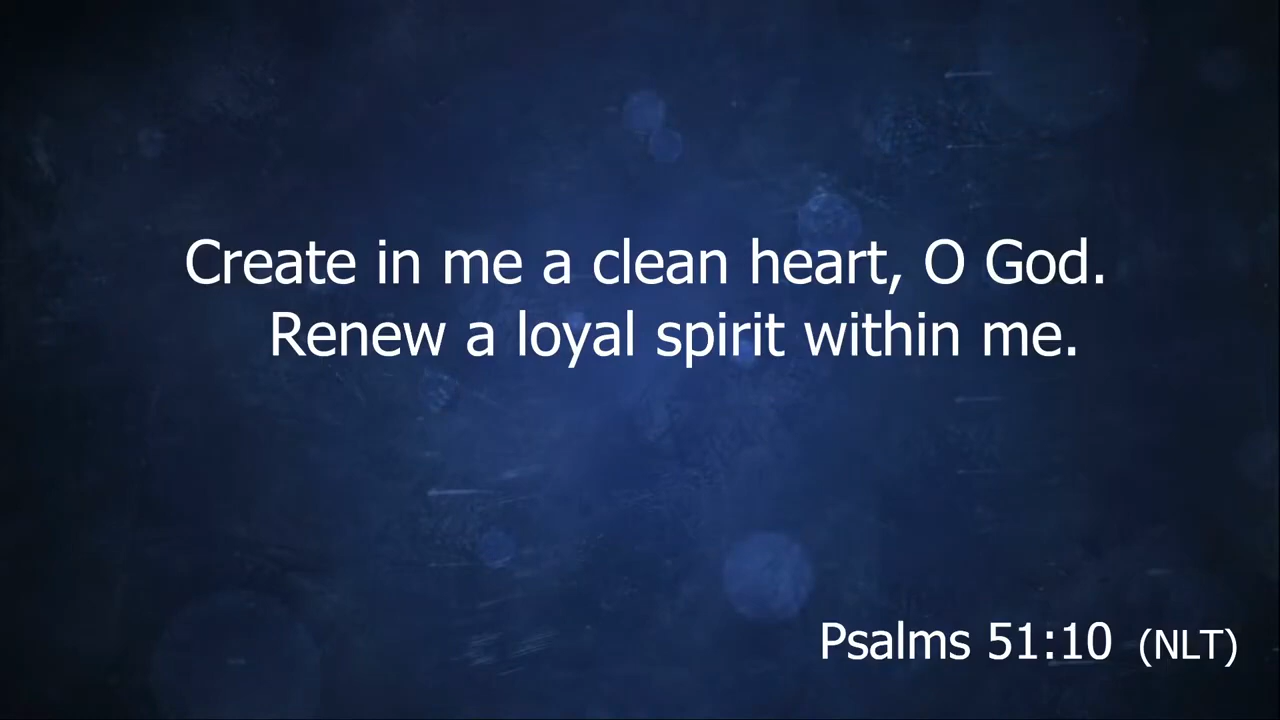 Create in me a clean heart, O God.
Renew a loyal spirit within me.
Psalms 51:10 (NLT)